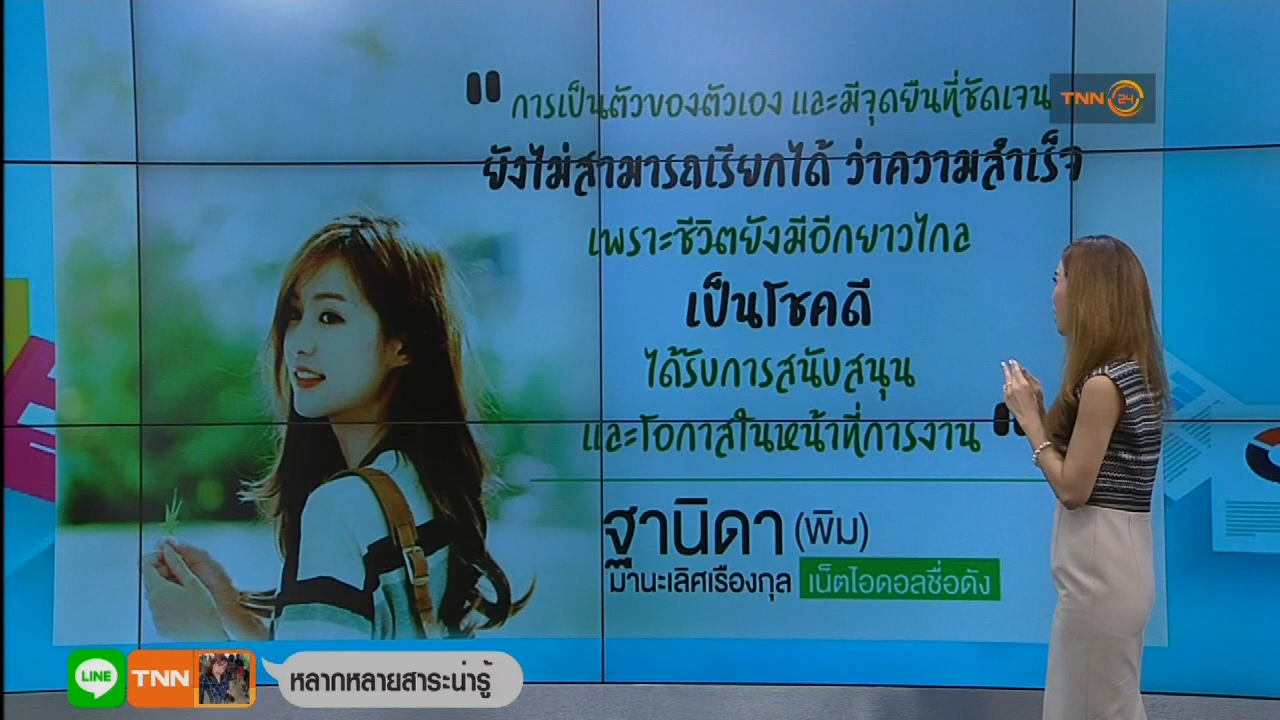 " การเป็นตัวของตัวเอง และมีจุดยืนที่ชัดเจน
TNN 24
ยังไม่สามารถเรียกได้ ว่าความสำเร็จ
เพราะชีวิตยังมีอีกยาวไกล
เป็นโชคดี
ได้รับการสนับสนุน
และโอกาสในหน้าที่การงาน "
ฐานิดา (พิม)
มานะเลิศเรืองกุล เน็ตไอดอลชื่อดัง
LINE TNN หลากหลายสาระน่ารู้